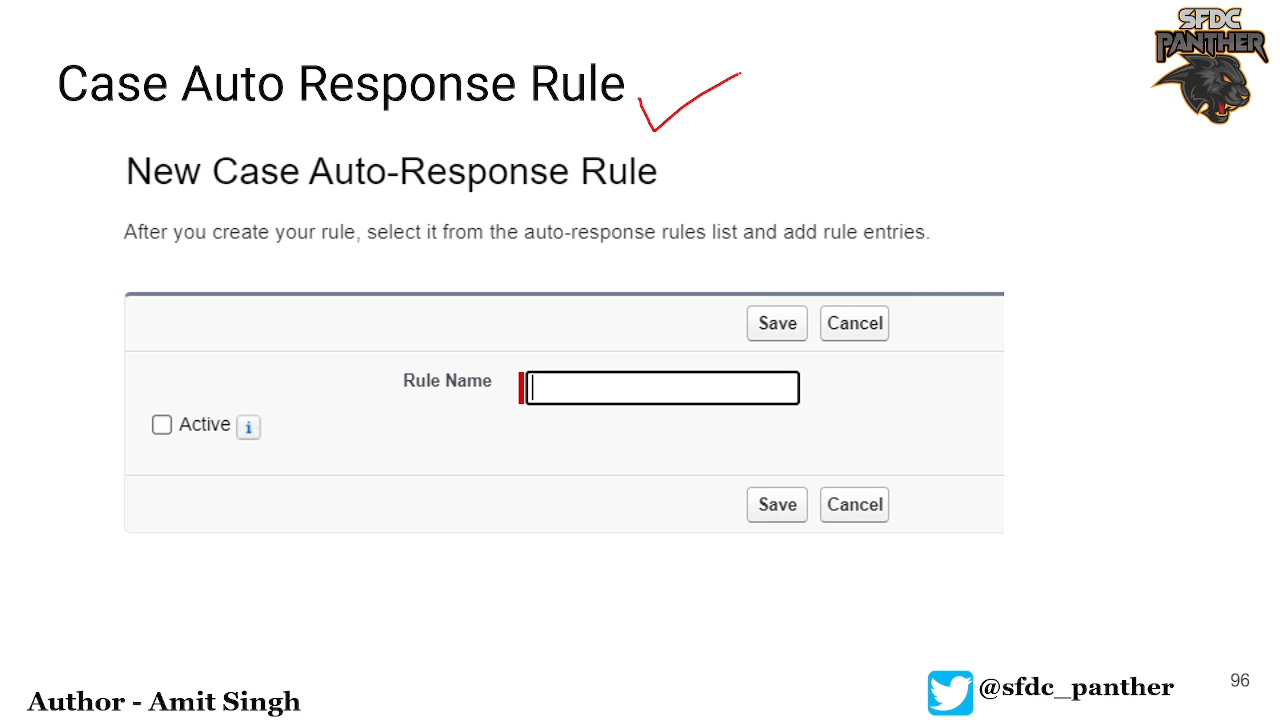 SFDC
PANTHER
Case Auto Response Rule
New Case Auto-Response Rule
After you create your rule, select it from the auto-response rules list and add rule entries.
Save Cancel
Rule Name
Active i
Save Cancel
Author - Amit Singh
@sfdc_panther
96